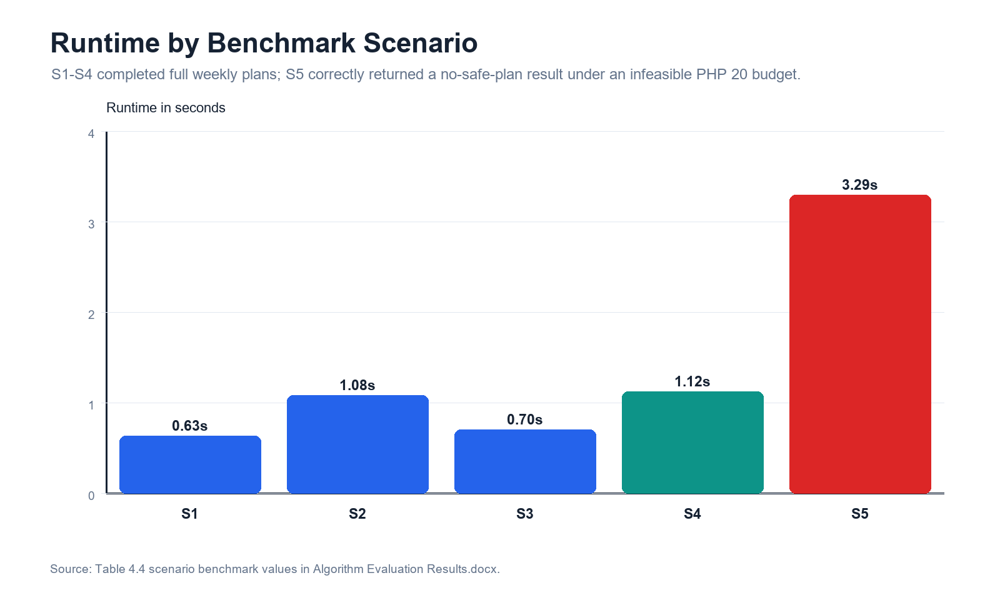 Runtime by Benchmark Scenario
S1-S4 completed full weekly plans; S5 correctly returned a no-safe-plan result under an infeasible PHP 20 budget.
Runtime in seconds
4
3
2
1
0
0.63s
1.08s
0.70s
1.12s
3.29s
S1
S2
S3
S4
S5
Source: Table 4.4 scenario benchmark values in Algorithm Evaluation Results.docx.